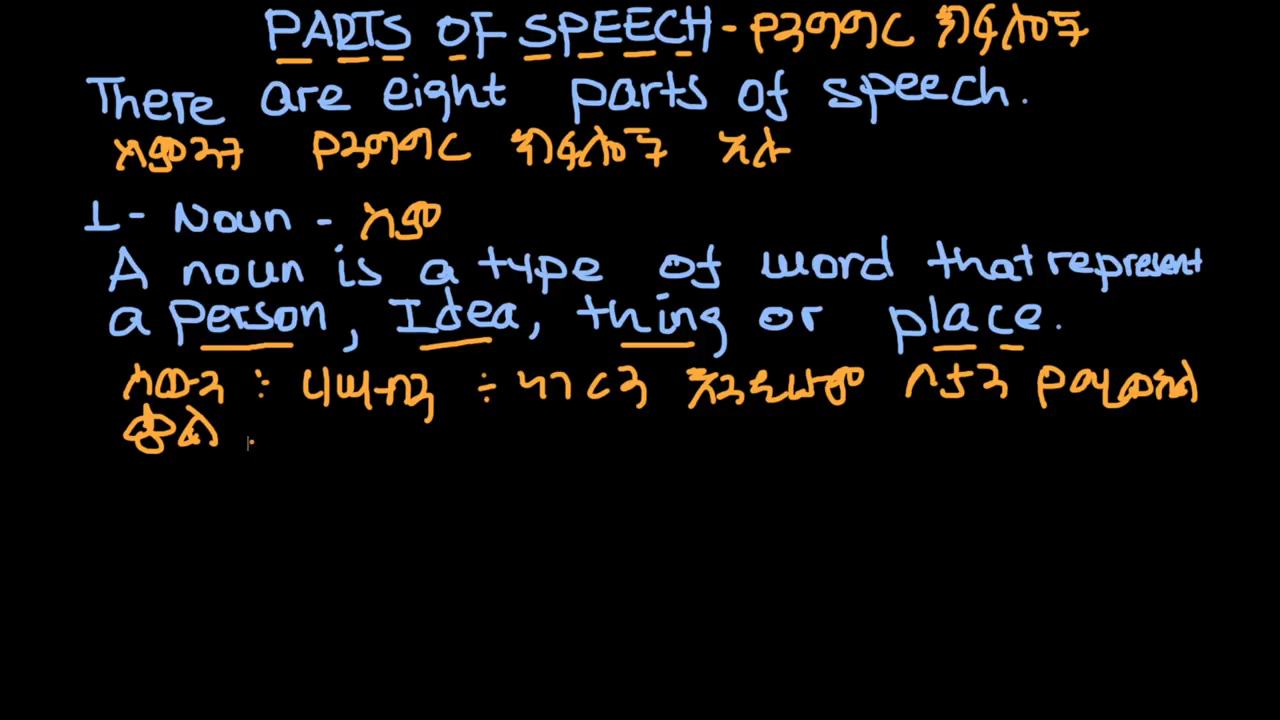 PARTS OF SPEECH - የንግግር ክፍሎች
There are eight parts of speech.
ስምንት የንግግር ክፍሎች አሉ
1- Noun - ስም
A noun is a type of word that represent
a person, Idea, thing or place.
ሰውን ፥ ሃሣብን ፥ ነገርን እንዲሁም ቦታን የሚወክል
ቃል